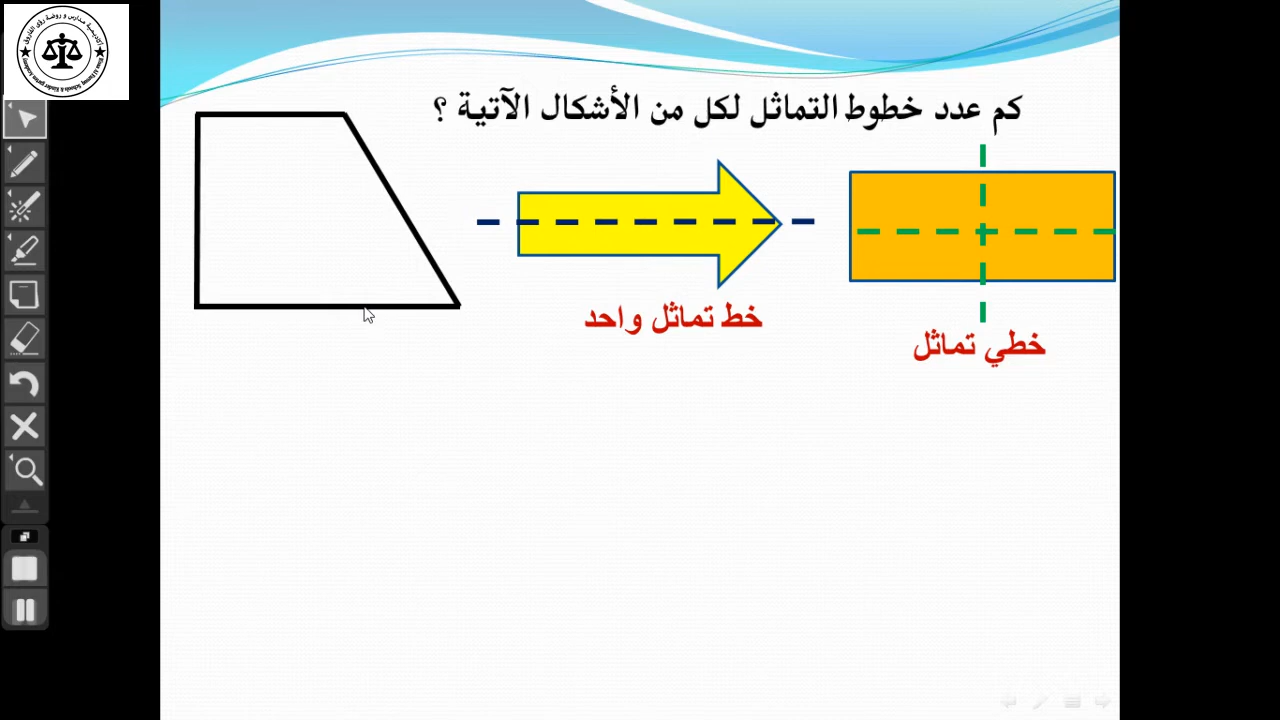 كم عدد خطوط التماثل لكل من الأشكال الآتية ؟
خطي تماثل
خط تماثل واحد